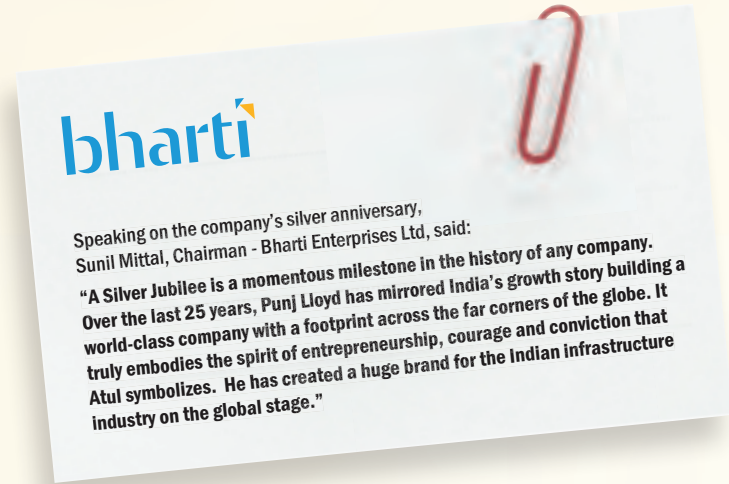 bharti
Speaking on the company's silver anniversary,
Sunil Mittal, Chairman - Bharti Enterprises Ltd, said:
“A Silver Jubilee is a momentous milestone in the history of any company.
Over the last 25 years, Punj Lloyd has mirrored India's growth story building a
world-class company with a footprint across the far corners of the globe. It
truly embodies the spirit of entrepreneurship, courage and conviction that
Atul symbolizes.  He has created a huge brand for the Indian infrastructure
industry on the global stage.”